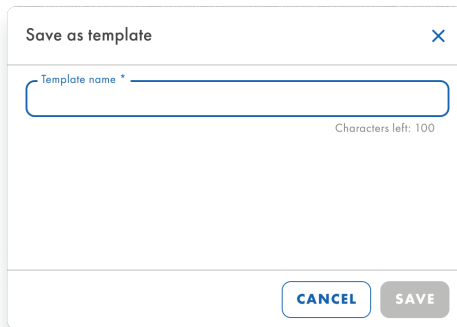 Save as template
Template name *
Characters left: 100
CANCEL SAVE